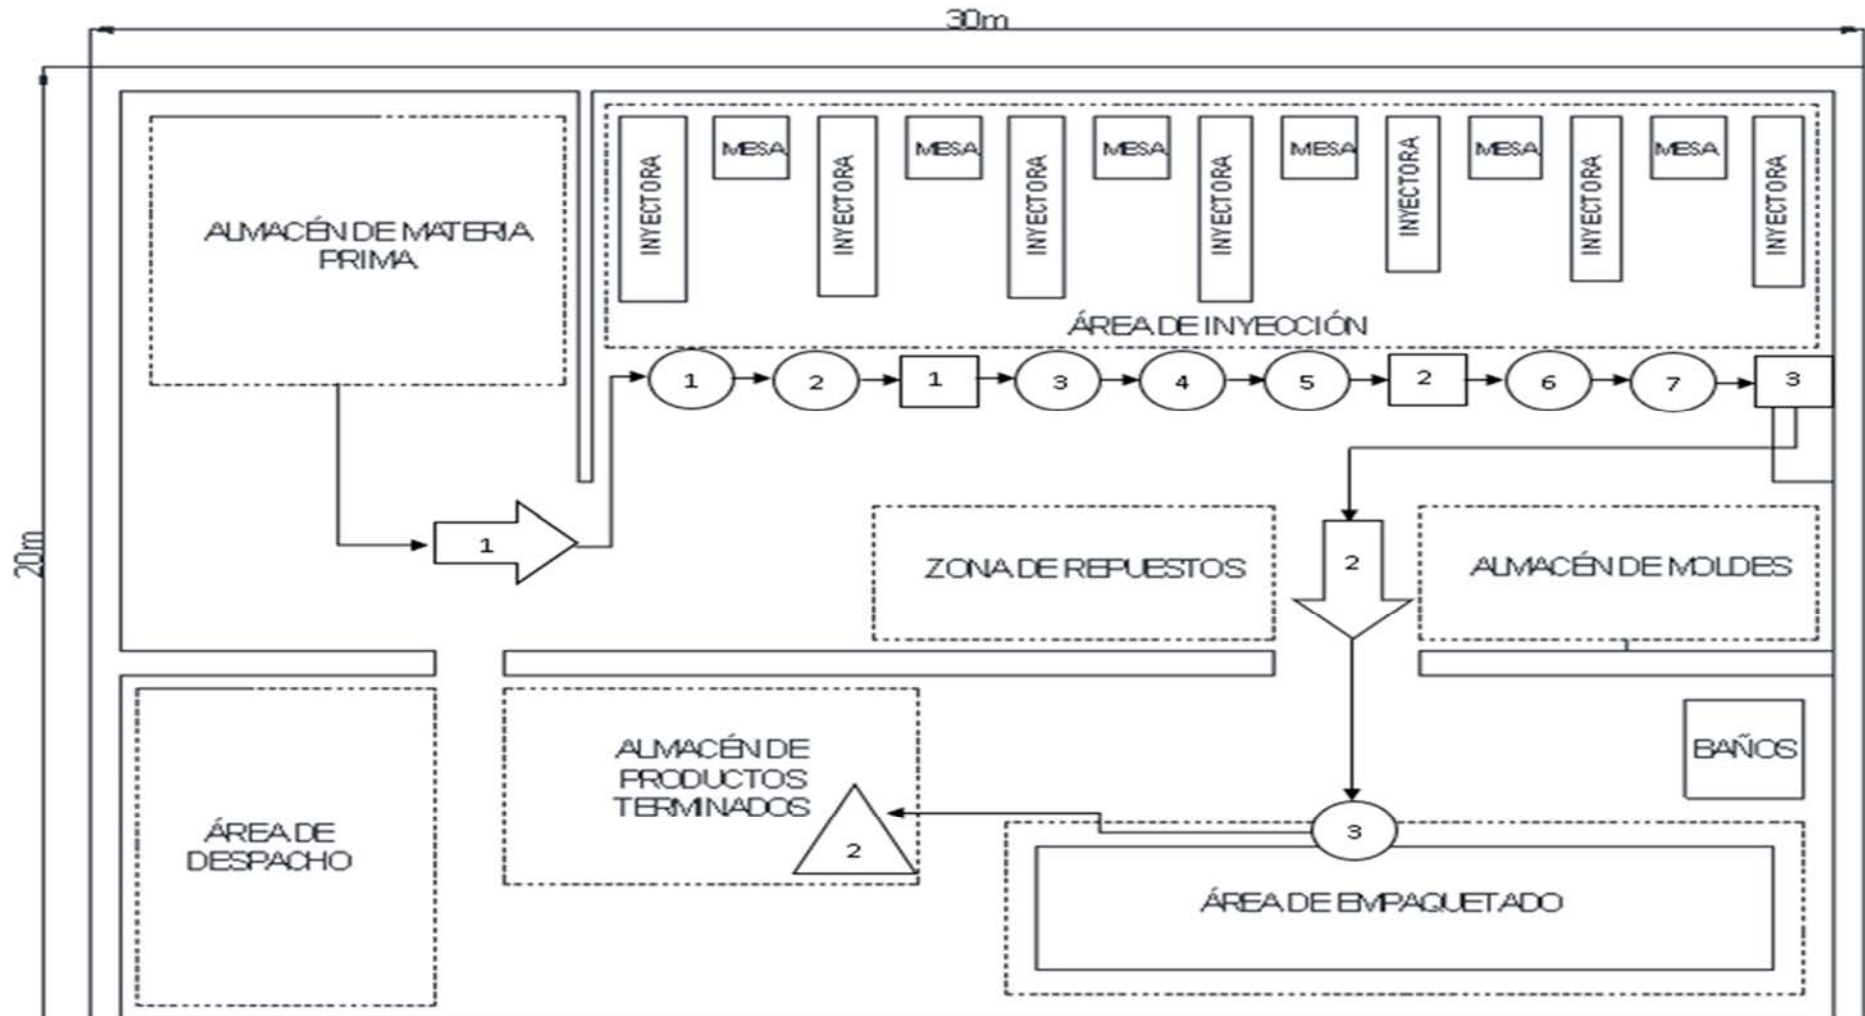 30m
20m
INYECTORA
MESA
INYECTORA
MESA
INYECTORA
MESA
INYECTORA
MESA
INYECTORA
MESA
INYECTORA
MESA
INYECTORA
ALMACÉN DE MATERIA
PRIMA
ÁREA DE INYECCIÓN
1
2
1
3
4
5
2
6
7
3
1
ZONA DE REPUESTOS
2
ALMACÉN DE MOLDES
ALMACÉN DE
PRODUCTOS
TERMINADOS
2
BAÑOS
ÁREA DE
DESPACHO
3
ÁREA DE EMPAQUETADO